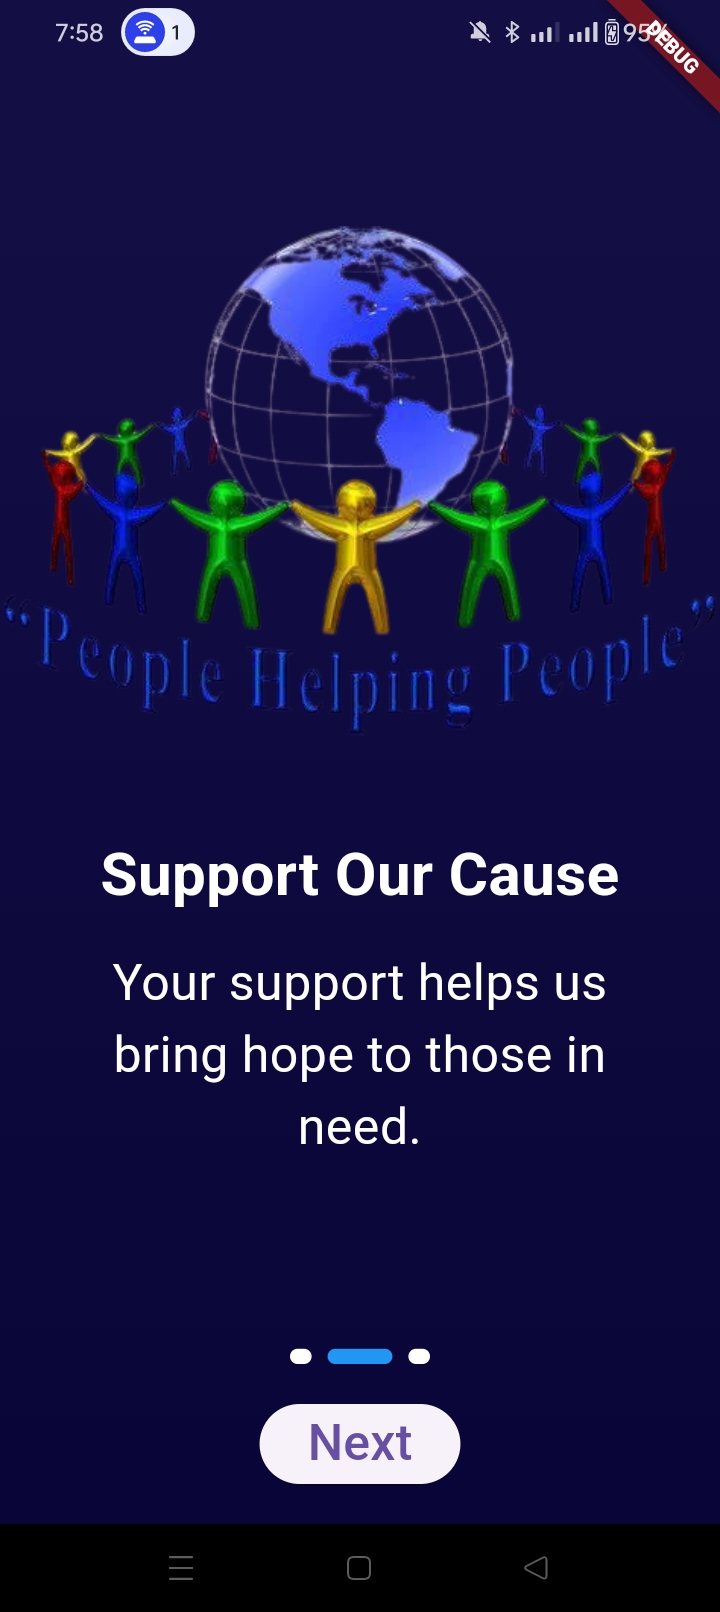 7:58
1
95%
DEBUG
“People Helping People”
Support Our Cause
Your support helps us
bring hope to those in
need.
Next